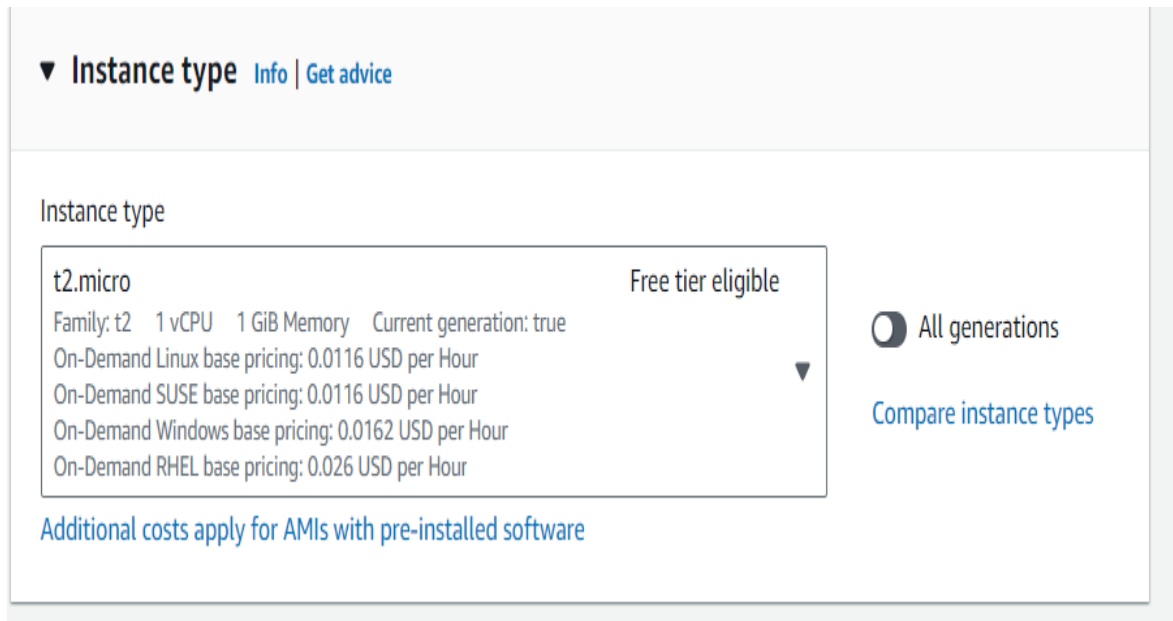 ▼ Instance type Info | Get advice
Instance type
t2.micro Free tier eligible
Family: t2 1 vCPU 1 GiB Memory Current generation: true
On-Demand Linux base pricing: 0.0116 USD per Hour
On-Demand SUSE base pricing: 0.0116 USD per Hour
On-Demand Windows base pricing: 0.0162 USD per Hour
On-Demand RHEL base pricing: 0.026 USD per Hour
All generations
Compare instance types
Additional costs apply for AMIs with pre-installed software